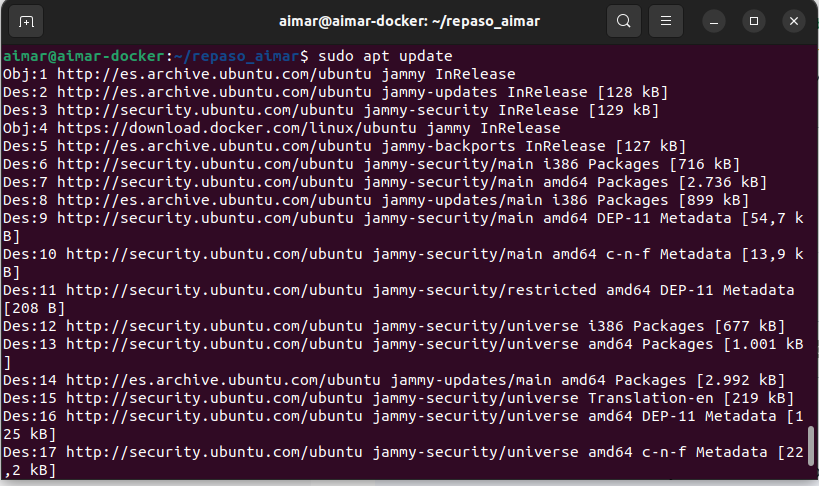 aimar@aimar-docker: ~/repaso_aimar
aimar@aimar-docker:~/repaso_aimar$ sudo apt update
Obj:1 http://es.archive.ubuntu.com/ubuntu jammy InRelease
Des:2 http://es.archive.ubuntu.com/ubuntu jammy-updates InRelease [128 kB]
Des:3 http://security.ubuntu.com/ubuntu jammy-security InRelease [129 kB]
Obj:4 https://download.docker.com/linux/ubuntu jammy InRelease
Des:5 http://es.archive.ubuntu.com/ubuntu jammy-backports InRelease [127 kB]
Des:6 http://security.ubuntu.com/ubuntu jammy-security/main i386 Packages [716 kB]
Des:7 http://security.ubuntu.com/ubuntu jammy-security/main amd64 Packages [2.736 kB]
Des:8 http://es.archive.ubuntu.com/ubuntu jammy-updates/main i386 Packages [899 kB]
Des:9 http://security.ubuntu.com/ubuntu jammy-security/main amd64 DEP-11 Metadata [54,7 k
B]
Des:10 http://security.ubuntu.com/ubuntu jammy-security/main amd64 c-n-f Metadata [13,9 k
B]
Des:11 http://security.ubuntu.com/ubuntu jammy-security/restricted amd64 DEP-11 Metadata
[208 B]
Des:12 http://security.ubuntu.com/ubuntu jammy-security/universe i386 Packages [677 kB]
Des:13 http://security.ubuntu.com/ubuntu jammy-security/universe amd64 Packages [1.001 kB
]
Des:14 http://es.archive.ubuntu.com/ubuntu jammy-updates/main amd64 Packages [2.992 kB]
Des:15 http://security.ubuntu.com/ubuntu jammy-security/universe Translation-en [219 kB]
Des:16 http://security.ubuntu.com/ubuntu jammy-security/universe amd64 DEP-11 Metadata [1
25 kB]
Des:17 http://security.ubuntu.com/ubuntu jammy-security/universe amd64 c-n-f Metadata [22
,2 kB]